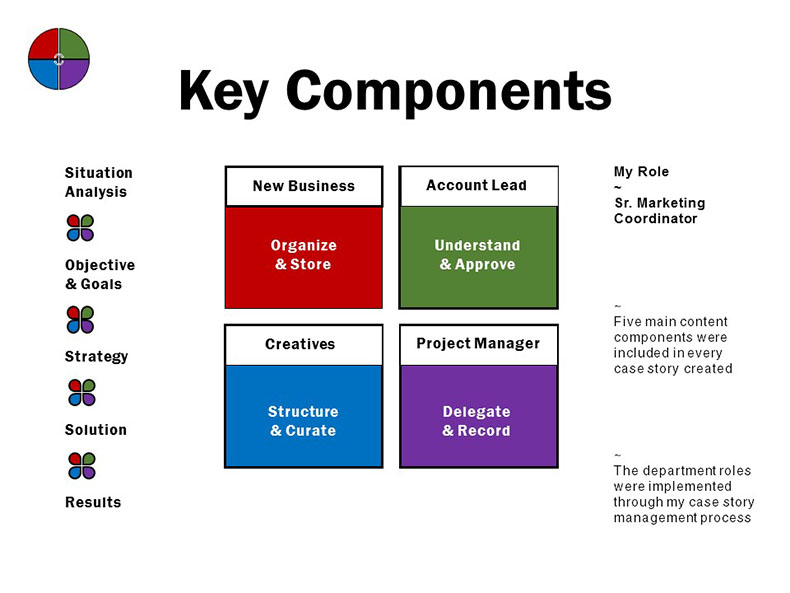 Key Components
Situation
Analysis
Objective
& Goals
Strategy
Solution
Results
New Business
Organize
& Store
Account Lead
Understand
& Approve
Creatives
Structure
& Curate
Project Manager
Delegate
& Record
My Role
~
Sr. Marketing
Coordinator
~
Five main content
components were
included in every
case story created
~
The department roles
were implemented
through my case story
management process